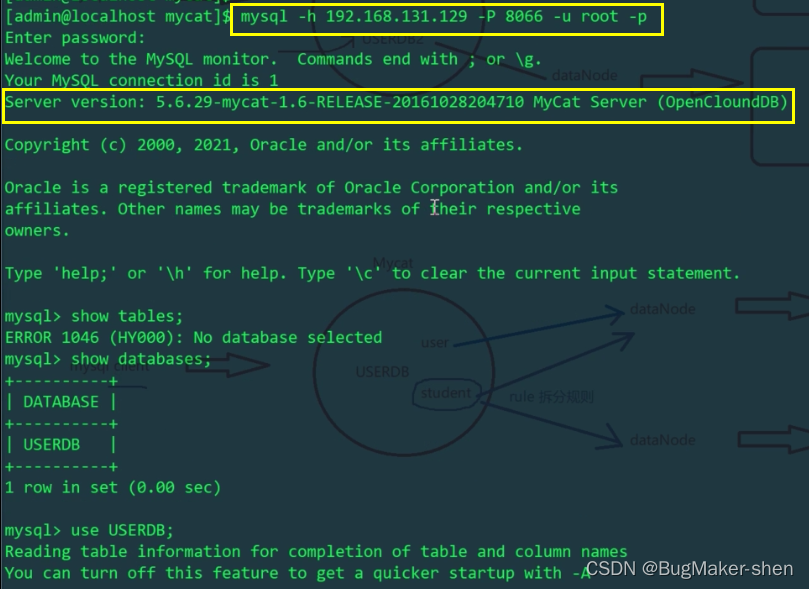 [admin@localhost mycat]$ mysql -h 192.168.131.129 -P 8066 -u root -p
Enter password:
USERDB2
Welcome to the MySQL monitor.  Commands end with ; or \g.
dataNode
Your MySQL connection id is 1
Server version: 5.6.29-mycat-1.6-RELEASE-20161028204710 MyCat Server (OpenCloundDB)
Copyright (c) 2000, 2021, Oracle and/or its affiliates.
Oracle is a registered trademark of Oracle Corporation and/or its
affiliates. Other names may be trademarks of their respective
owners.
Mycat
Type 'help;' or '\h' for help. Type '\c' to clear the current input statement.
dataNode
mysql> show tables;
ERROR 1046 (HY000): No database selected
user
mysql> show databases;
mysql client
USERDB
+----------+
student
rule 拆分规则
| DATABASE |
+----------+
| USERDB   |
dataNode
+----------+
1 row in set (0.00 sec)
mysql> use USERDB;
Reading table information for completion of table and column names
You can turn off this feature to get a quicker startup with -A
CSDN @BugMaker-shen